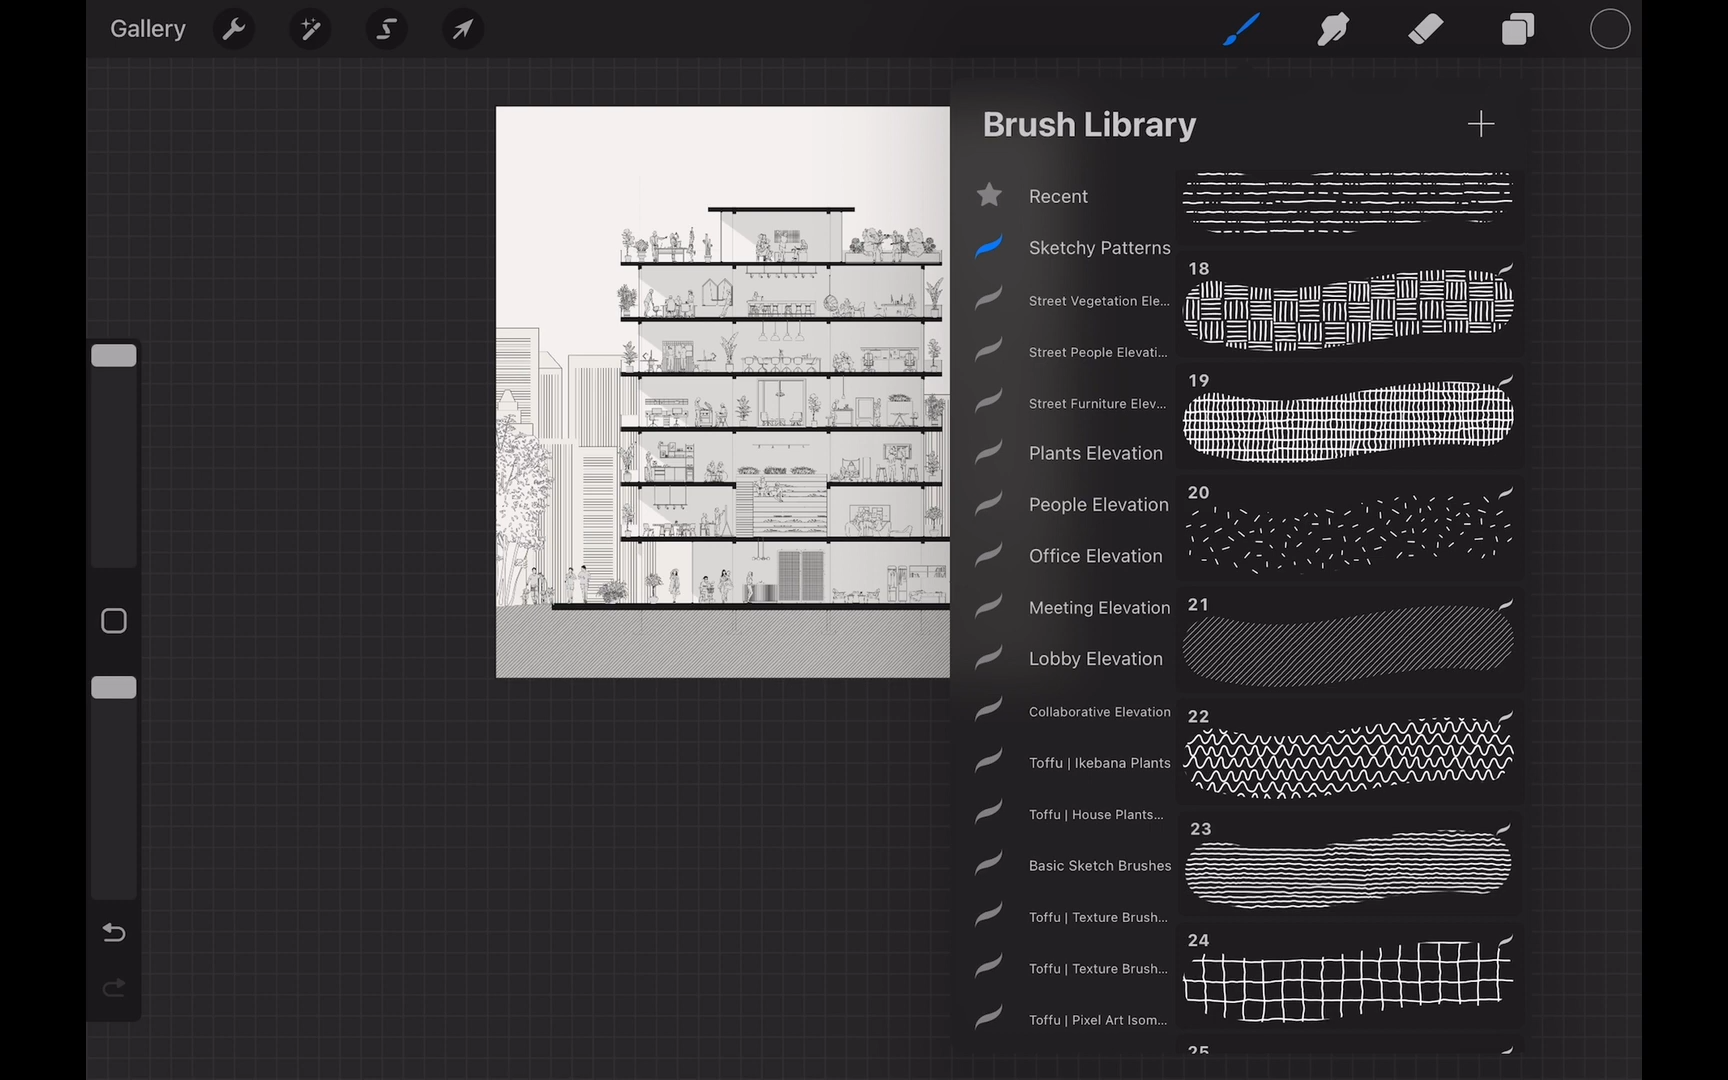 Gallery
Brush Library
Recent
Sketchy Patterns
Street Vegetation Ele...
Street People Elevati...
Street Furniture Elev...
Plants Elevation
People Elevation
Office Elevation
Meeting Elevation
Lobby Elevation
Collaborative Elevation
Toffu | Ikebana Plants
Toffu | House Plants...
Basic Sketch Brushes
Toffu | Texture Brush...
Toffu | Texture Brush...
Toffu | Pixel Art Isom...
18
19
20
21
22
23
24
25